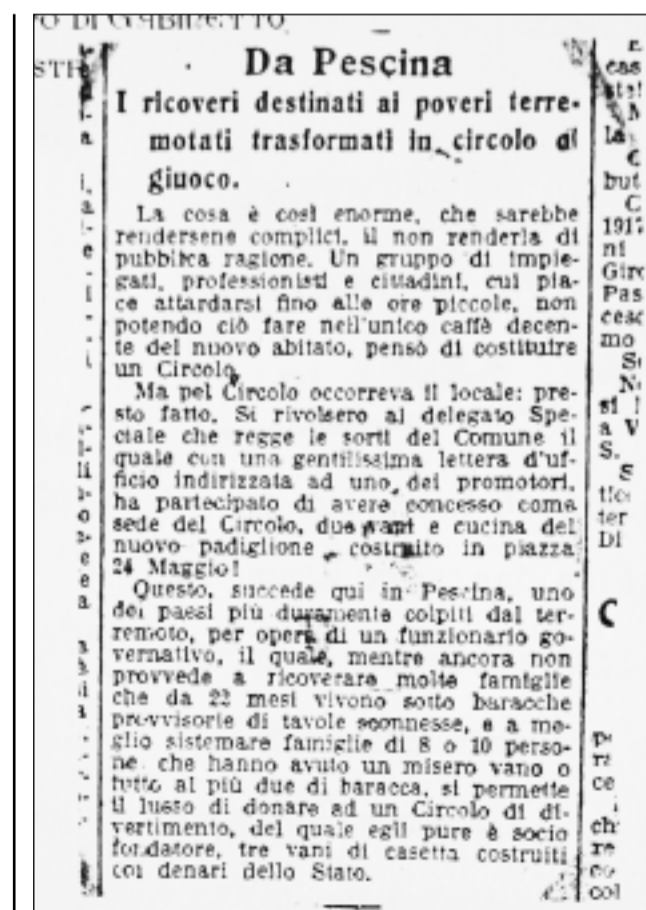 Da Pescina
I ricoveri destinati ai poveri terre-
motati trasformati in circolo di
giuoco.
La cosa è così enorme, che sarebbe
rendersene complici, il non renderla di
pubblica ragione. Un gruppo di impie-
gati, professionisti e cittadini, cui pia-
ce attardarsi fino alle ore piccole, non
potendo ciò fare nell'unico caffè decen-
te del nuovo abitato, pensò di costituire
un Circolo.
Ma pel Circolo occorreva il locale: pre-
sto fatto. Si rivolsero al delegato Spe-
ciale che regge le sorti del Comune il
quale con una gentilissima lettera d'uf-
ficio indirizzata ad uno dei promotori,
ha partecipato di avere concesso come
sede del Circolo, due vani e cucina del
nuovo padiglione costruito in piazza
24 Maggio!
Questo, succede qui in Pescina, uno
dei paesi più duramente colpiti dal ter-
remoto, per opera di un funzionario go-
vernativo, il quale, mentre ancora non
provvede a ricoverare molte famiglie
che da 22 mesi vivono sotto baracche
provvisorie di tavole sconnesse, e a me-
glio sistemare famiglie di 8 o 10 perso-
ne che hanno avuto un misero vano o
tutto al più due di baracca, si permette
il lusso di donare ad un Circolo di di-
vertimento, del quale egli pure è socio
fondatore, tre vani di casetta costruiti
coi denari dello Stato.